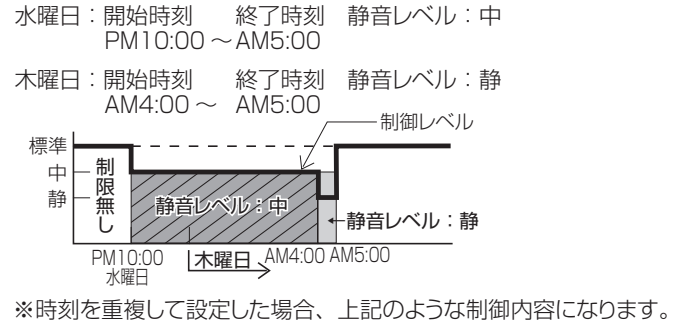 水曜日：開始時刻　　終了時刻　静音レベル：中
PM10:00 ～ AM5:00
木曜日：開始時刻　　終了時刻　静音レベル：静
AM4:00 ～ AM5:00
制御レベル
標準
中
静
制限無し
静音レベル：中
静音レベル：静
PM10:00
水曜日
木曜日
AM4:00 AM5:00
※時刻を重複して設定した場合、上記のような制御内容になります。